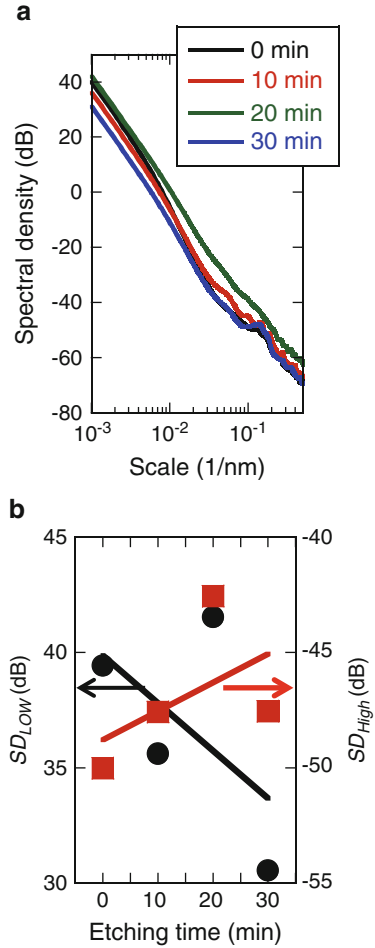 a
0 min
10 min
20 min
30 min
40
20
0
-20
-40
-60
-80
Spectral density (dB)
10-3
10-2
10-1
Scale (1/nm)
b
45
40
35
30
SDLOW (dB)
-40
-45
-50
-55
SDHigh (dB)
0 10 20 30
Etching time (min)